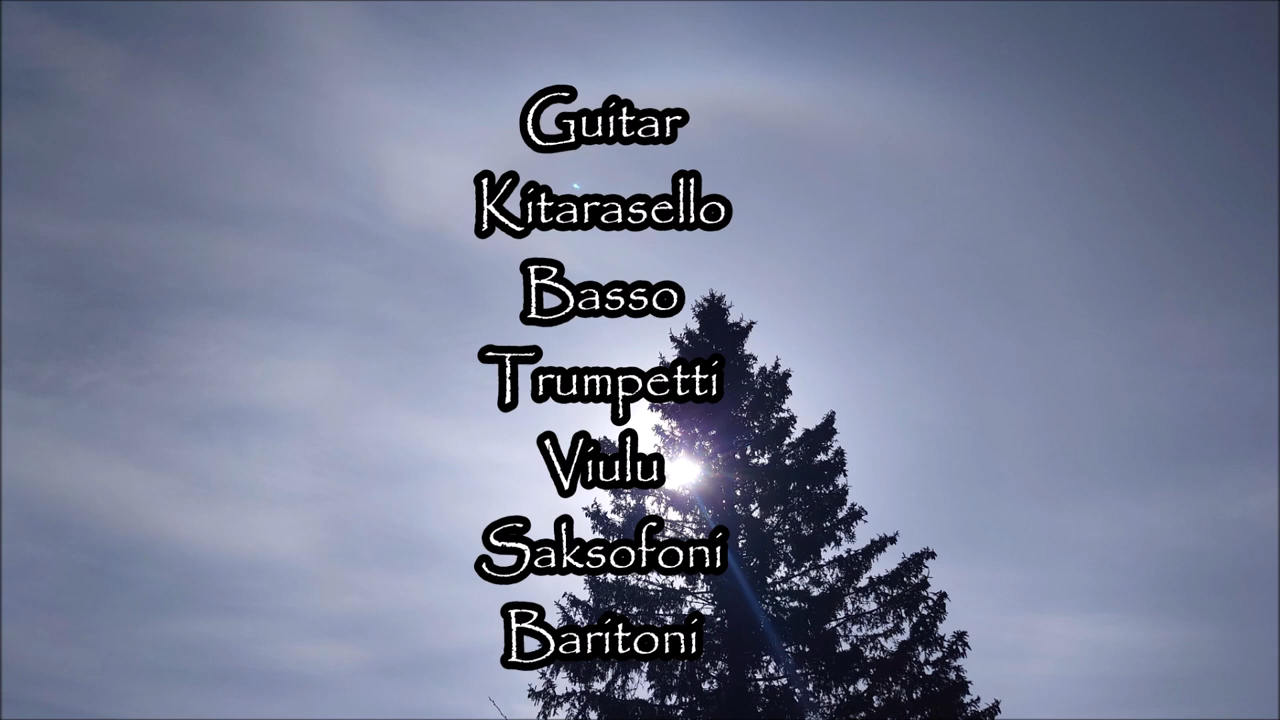 Guitar
Kitarasello
Basso
Trumpetti
Viulu
Saksofoni
Baritoni